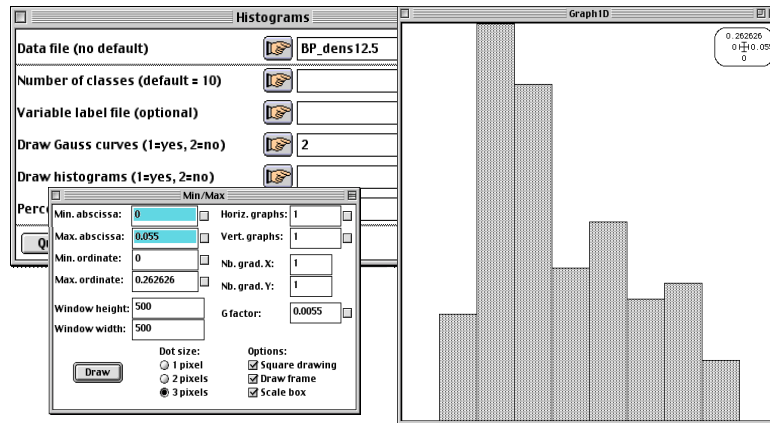 Histograms
Data file (no default)
BP_dens12.5
Number of classes (default = 10)
Variable label file (optional)
Draw Gauss curves (1=yes, 2=no)
2
Draw histograms (1=yes, 2=no)
Min/Max
Min. abscissa:
0
Horiz. graphs:
1
Max. abscissa:
0.055
Vert. graphs:
1
Min. ordinate:
0
Nb. grad. X:
1
Max. ordinate:
0.262626
Nb. grad. Y:
1
Window height:
500
G factor:
0.0055
Window width:
500
Dot size:
Options:
Draw
1 pixel
Square drawing
2 pixels
Draw frame
3 pixels
Scale box
Graph1D
0.262626
0
0.055
0